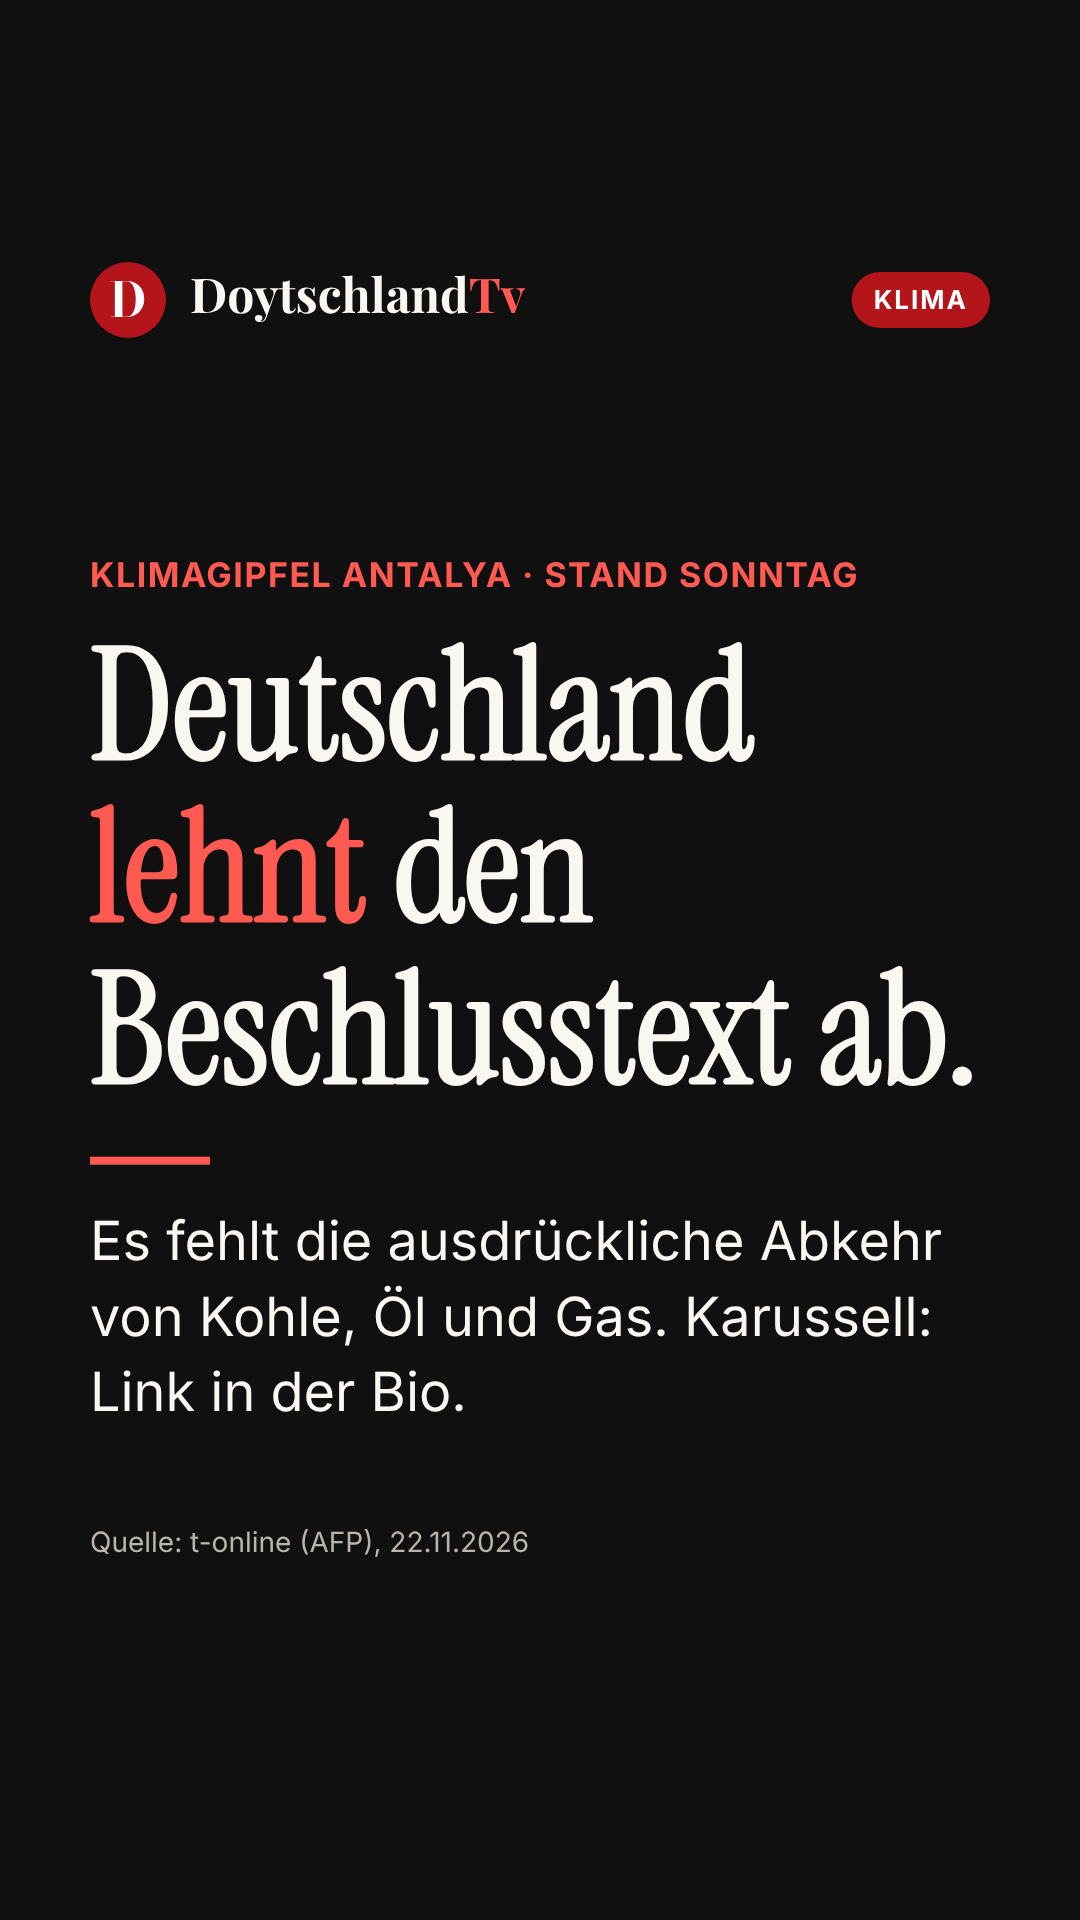 D DoytschlandTv
KLIMA
KLIMAGIPFEL ANTALYA · STAND SONNTAG
Deutschland
lehnt den
Beschlusstext ab.
Es fehlt die ausdrückliche Abkehr
von Kohle, Öl und Gas. Karussell:
Link in der Bio.
Quelle: t-online (AFP), 22.11.2026